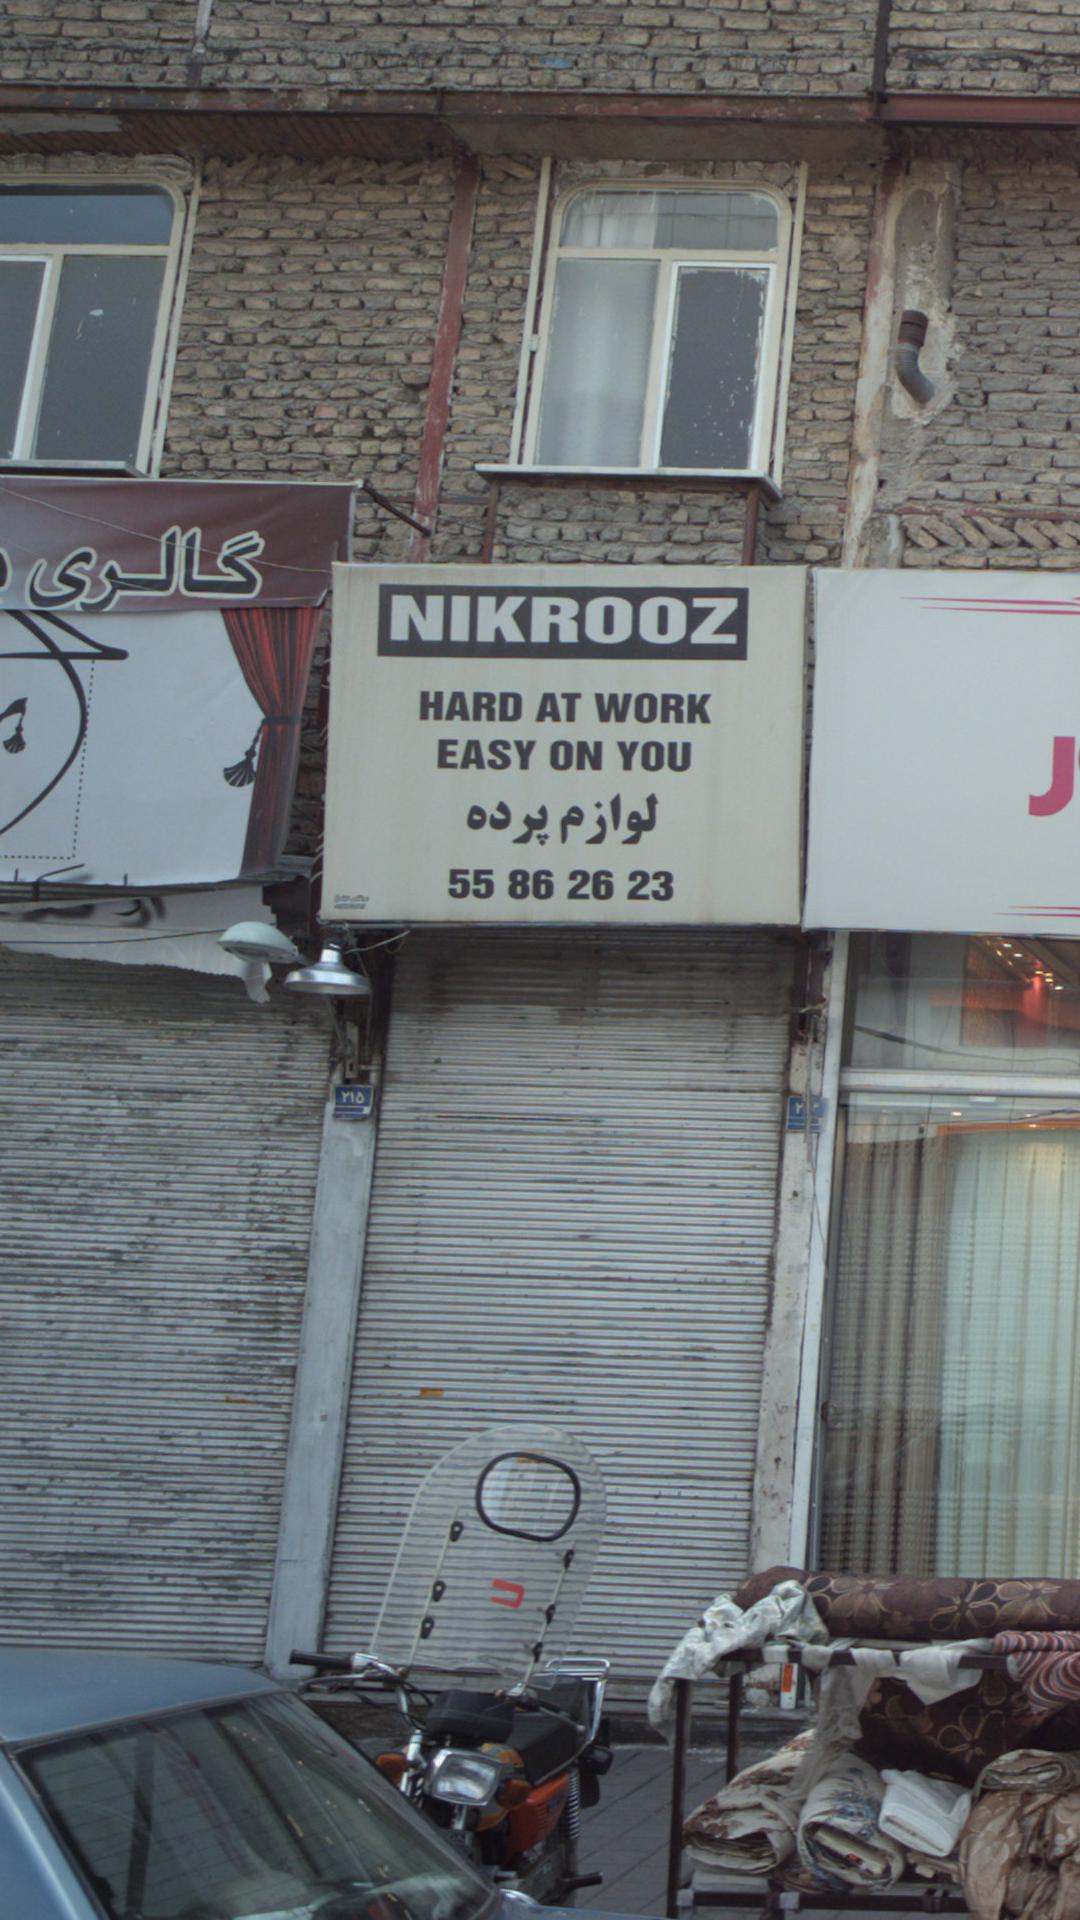 گالری
NIKROOZ
HARD AT WORK
EASY ON YOU
لوازم پرده
55 86 26 23
۲۱۵